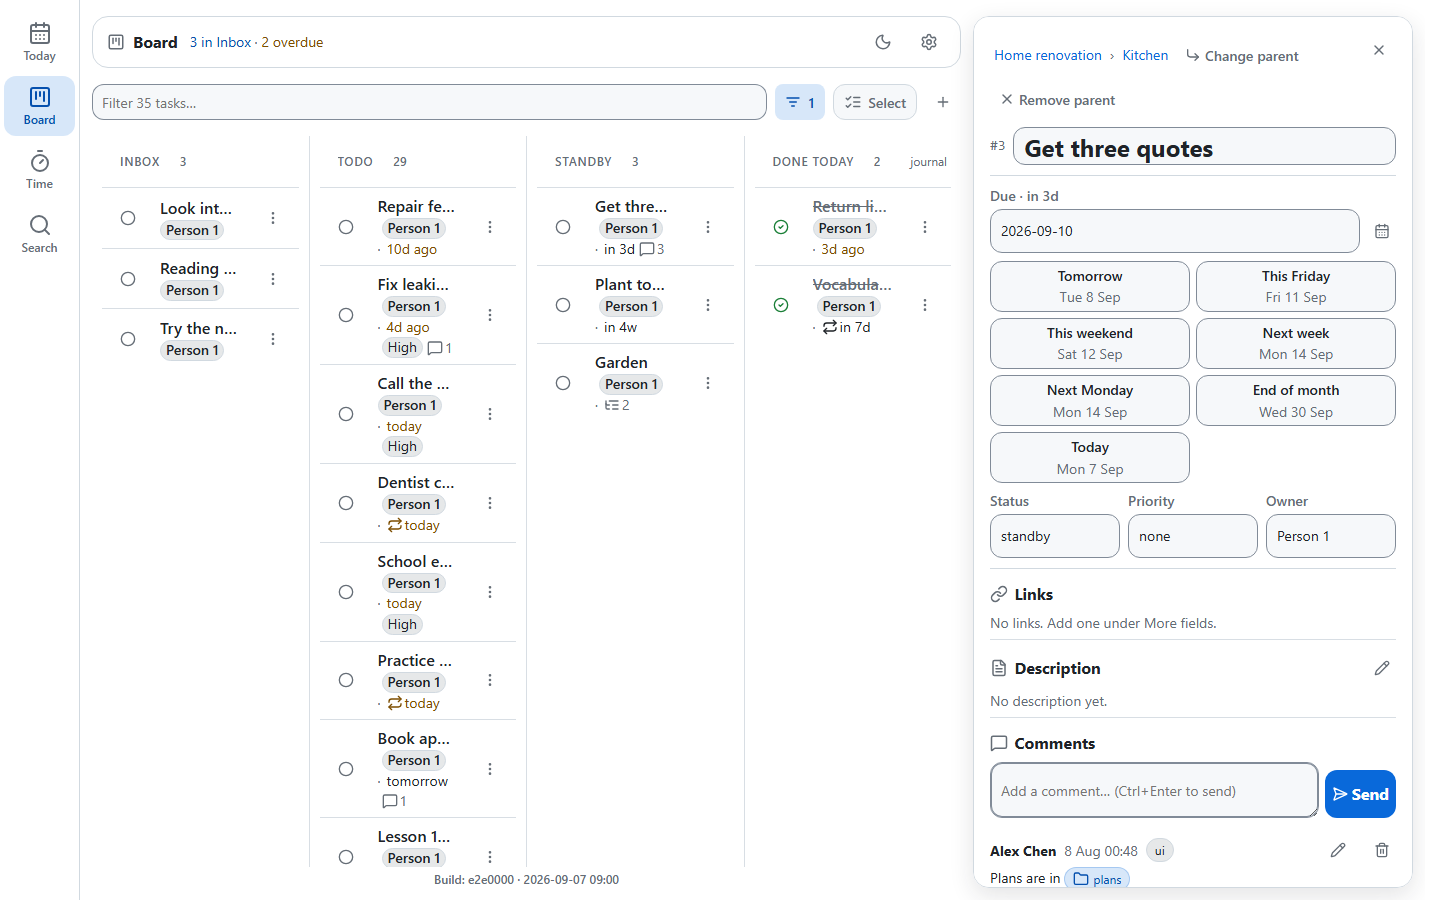 Today
Board
Time
Search
Board 3 in Inbox · 2 overdue
Filter 35 tasks...
1
Select
INBOX 3
Look int...
Person 1
Reading ...
Person 1
Try the n...
Person 1
TODO 29
Repair fe...
Person 1
· 10d ago
Fix leaki...
Person 1
· 4d ago
High 1
Call the ...
Person 1
· today
High
Dentist c...
Person 1
· today
School e...
Person 1
· today
High
Practice ...
Person 1
· today
Book ap...
Person 1
· tomorrow
1
Lesson 1...
Person 1
STANDBY 3
Get thre...
Person 1
· in 3d 3
Plant to...
Person 1
· in 4w
Garden
Person 1
· 2
DONE TODAY 2 journal
Return li...
Person 1
· 3d ago
Vocabula...
Person 1
· in 7d
Build: e2e0000 · 2026-09-07 09:00
Home renovation › Kitchen Change parent
Remove parent
#3 Get three quotes
Due · in 3d
2026-09-10
Tomorrow
Tue 8 Sep
This Friday
Fri 11 Sep
This weekend
Sat 12 Sep
Next week
Mon 14 Sep
Next Monday
Mon 14 Sep
End of month
Wed 30 Sep
Today
Mon 7 Sep
Status Priority Owner
standby none Person 1
Links
No links. Add one under More fields.
Description
No description yet.
Comments
Add a comment... (Ctrl+Enter to send)
Send
Alex Chen 8 Aug 00:48 ui
Plans are in plans